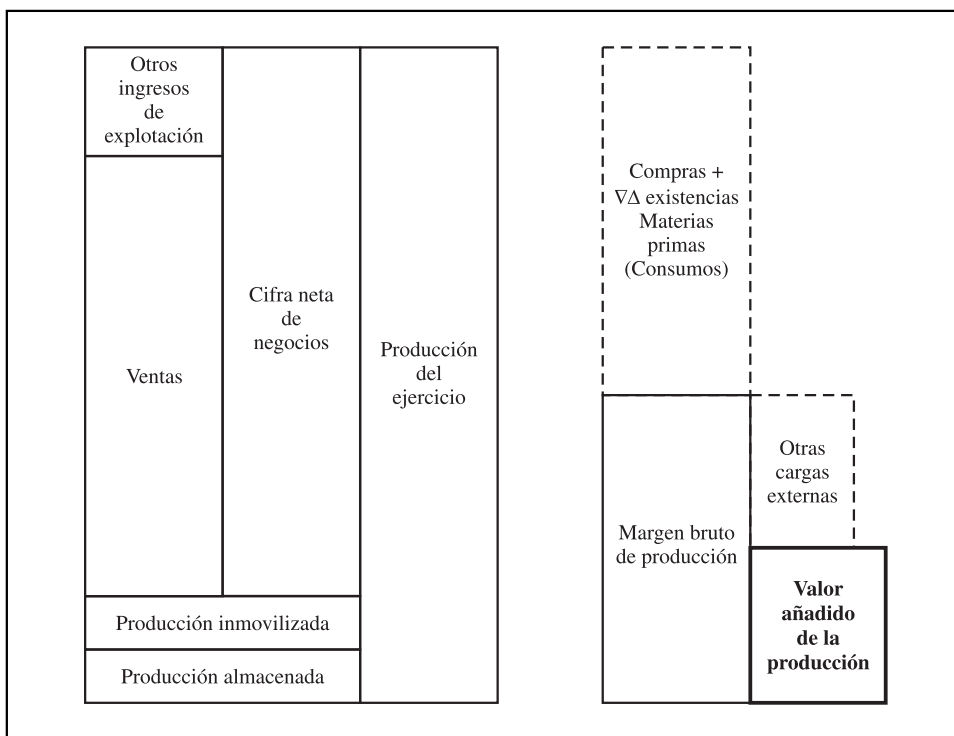 Otros
ingresos
de
explotación
Ventas
Cifra neta
de
negocios
Producción
del
ejercicio
Producción inmovilizada
Producción almacenada
Compras +
∇Δ existencias
Materias
primas
(Consumos)
Margen bruto
de producción
Otras
cargas
externas
Valor
añadido
de la
producción